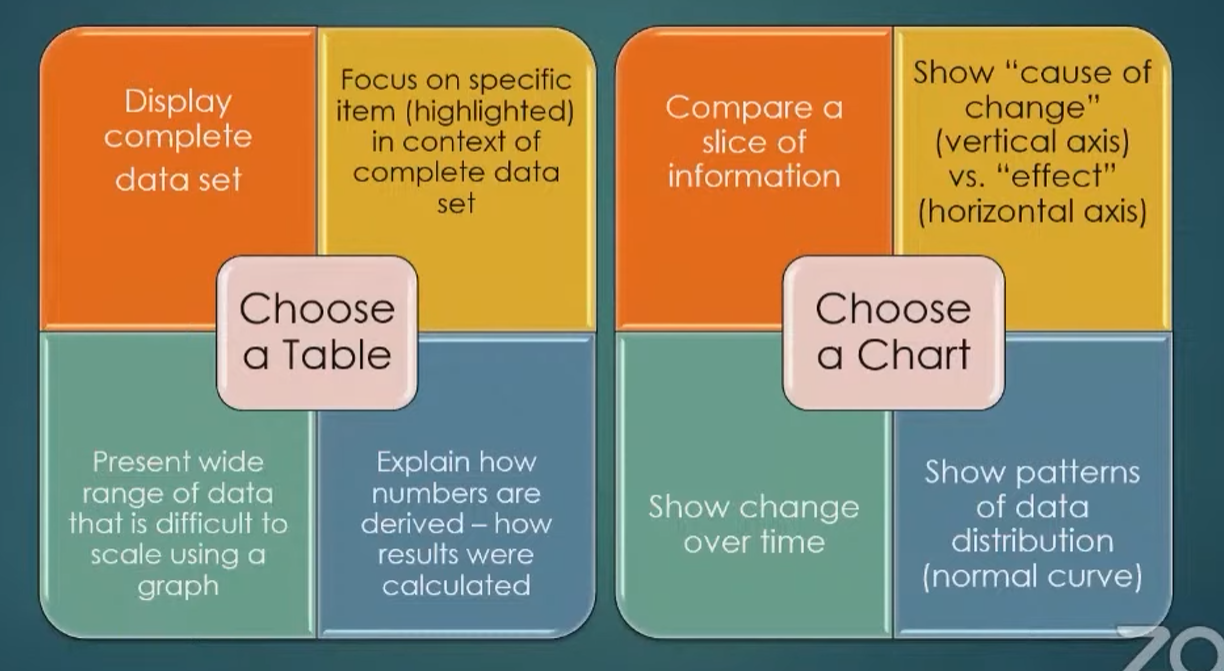 Display
complete
data set
Focus on specific
item (highlighted)
in context of
complete data
set
Choose
a Table
Present wide
range of data
that is difficult to
scale using a
graph
Explain how
numbers are
derived – how
results were
calculated
Compare a
slice of
information
Show “cause of
change”
(vertical axis)
vs. “effect”
(horizontal axis)
Choose
a Chart
Show change
over time
Show patterns
of data
distribution
(normal curve)